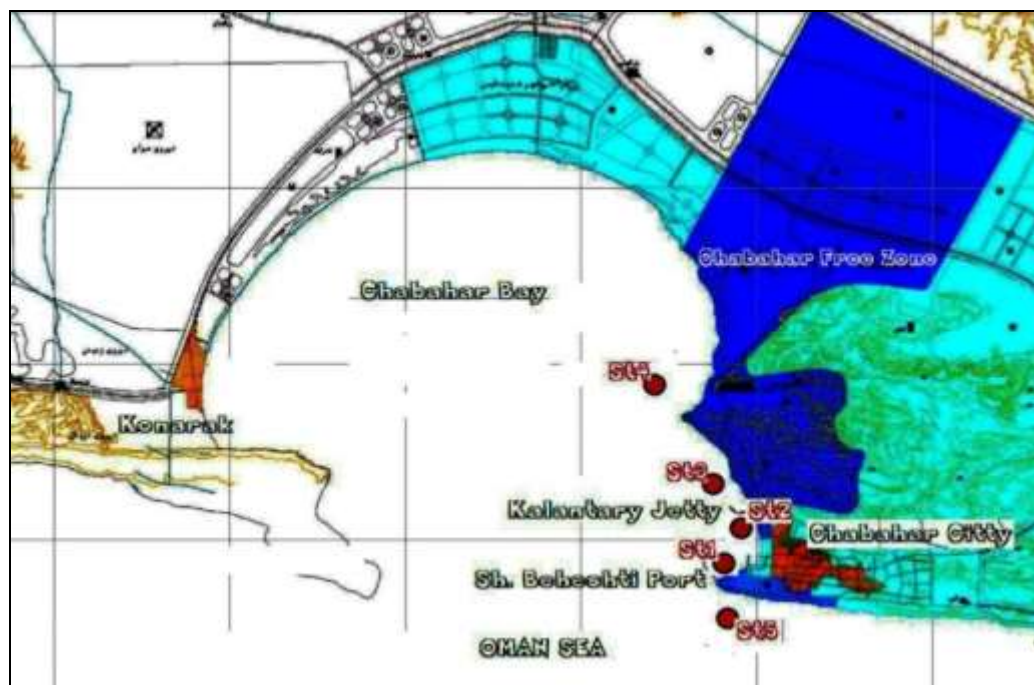 Chabahar Free Zone
Chabahar Bay
St4
Konarak
St3
Kalantary Jetty
St2
Chabahar Citty
St1
Sh. Beheshti Port
St5
OMAN SEA